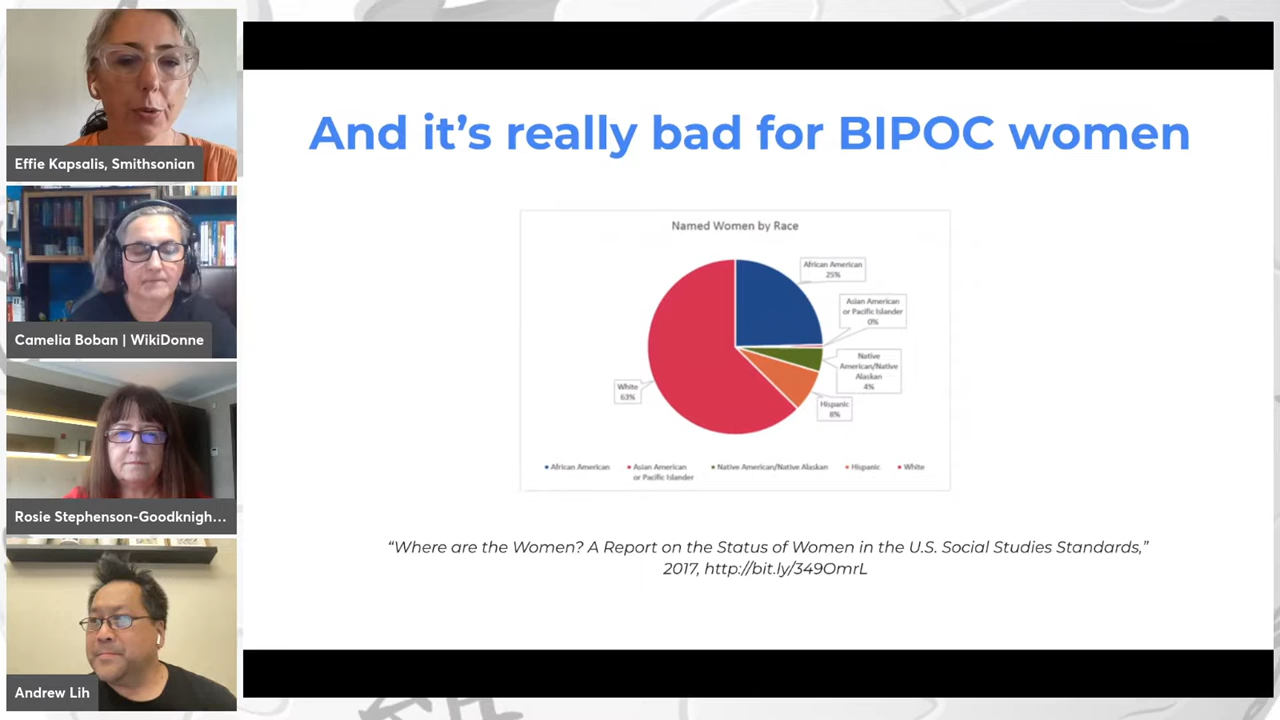 Effie Kapsalis, Smithsonian
Camelia Boban | WikiDonne
Rosie Stephenson-Goodknigh...
Andrew Lih
And it's really bad for BIPOC women
Named Women by Race
African American
25%
Asian American
or Pacific Islander
0%
Native
American/Native
Alaskan
4%
Hispanic
8%
White
63%
African American
Asian American
or Pacific Islander
Native American/Native Alaskan
Hispanic
White
“Where are the Women? A Report on the Status of Women in the U.S. Social Studies Standards,”
2017, http://bit.ly/349OmrL